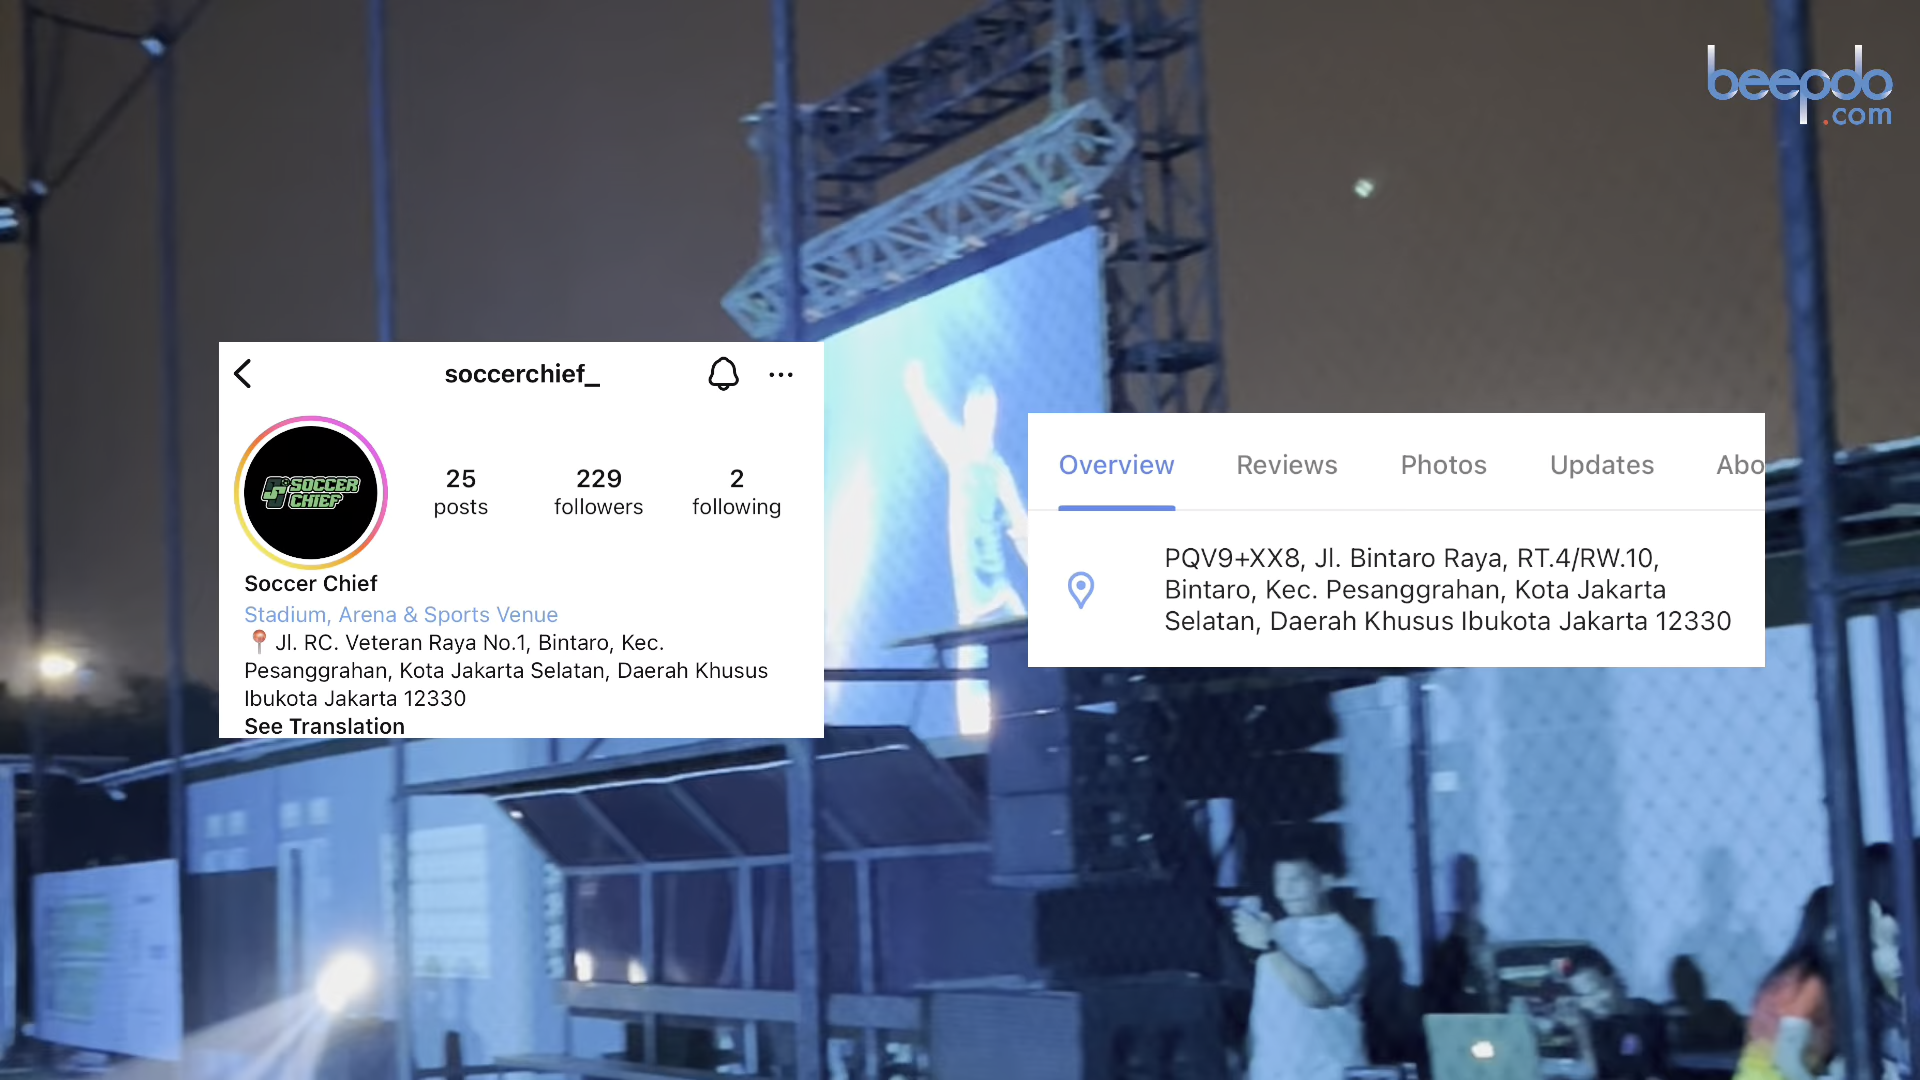 beepdo
.com
soccerchief_
SOCCER
CHIEF
25
posts
229
followers
2
following
Soccer Chief
Stadium, Arena & Sports Venue
📍 Jl. RC. Veteran Raya No.1, Bintaro, Kec.
Pesanggrahan, Kota Jakarta Selatan, Daerah Khusus
Ibukota Jakarta 12330
See Translation
Overview
Reviews
Photos
Updates
Abo
PQV9+XX8, Jl. Bintaro Raya, RT.4/RW.10,
Bintaro, Kec. Pesanggrahan, Kota Jakarta
Selatan, Daerah Khusus Ibukota Jakarta 12330